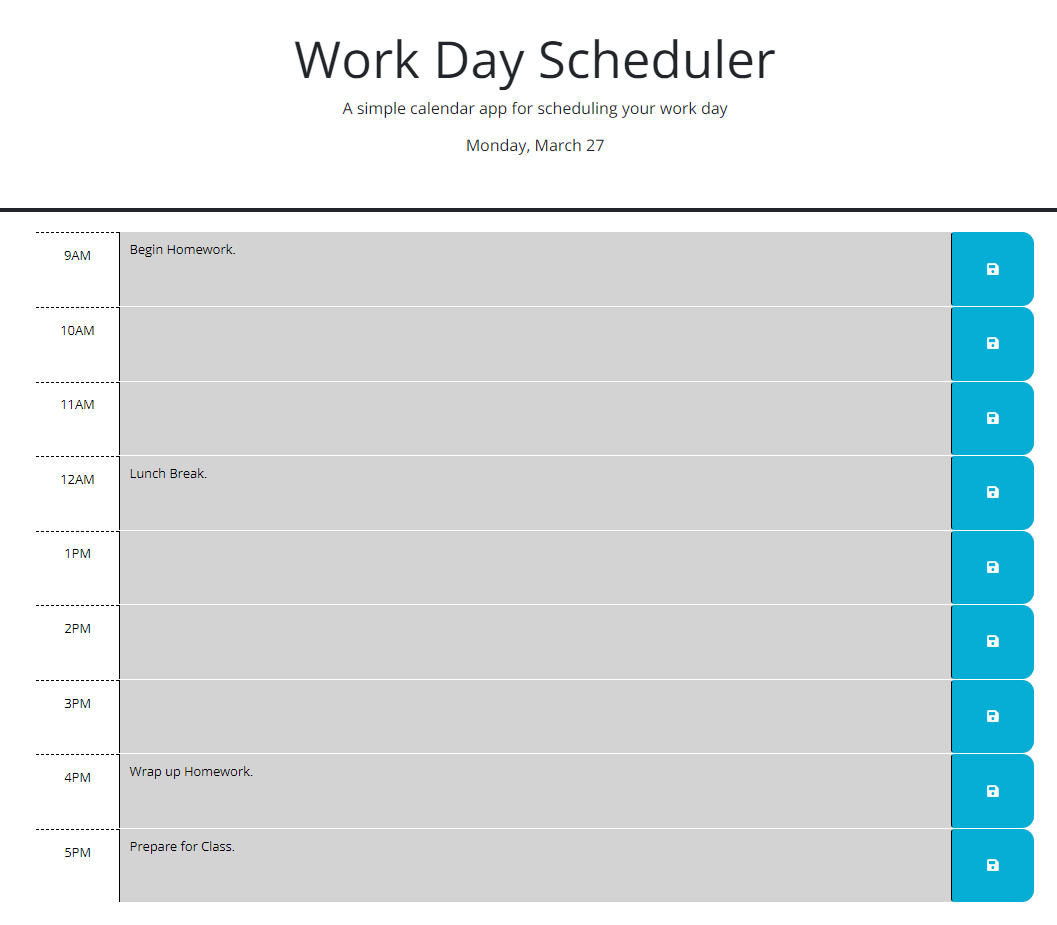 Work Day Scheduler
A simple calendar app for scheduling your work day
Monday, March 27
9AM
Begin Homework.
10AM
11AM
12AM
Lunch Break.
1PM
2PM
3PM
4PM
Wrap up Homework.
5PM
Prepare for Class.